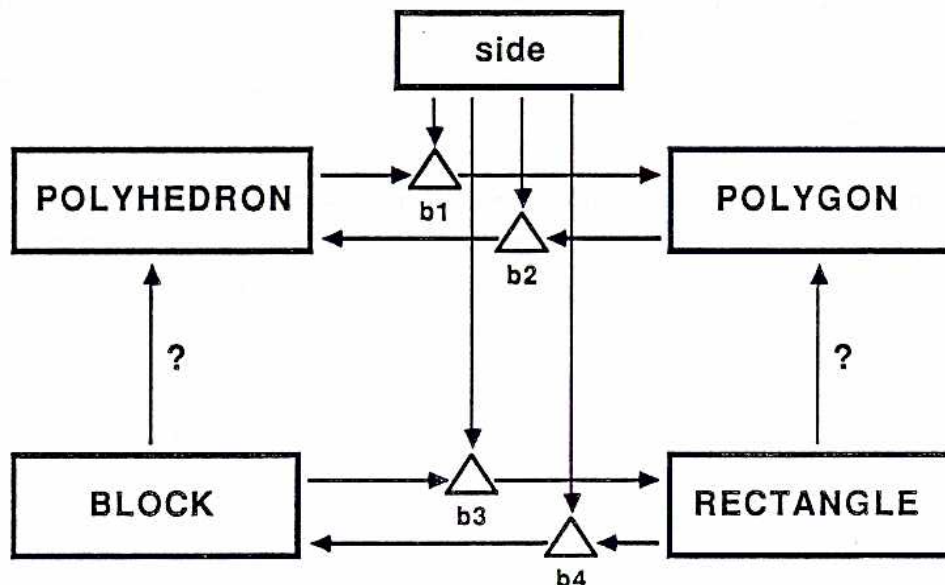 side
POLYHEDRON
POLYGON
b1
b2
?
?
BLOCK
RECTANGLE
b3
b4